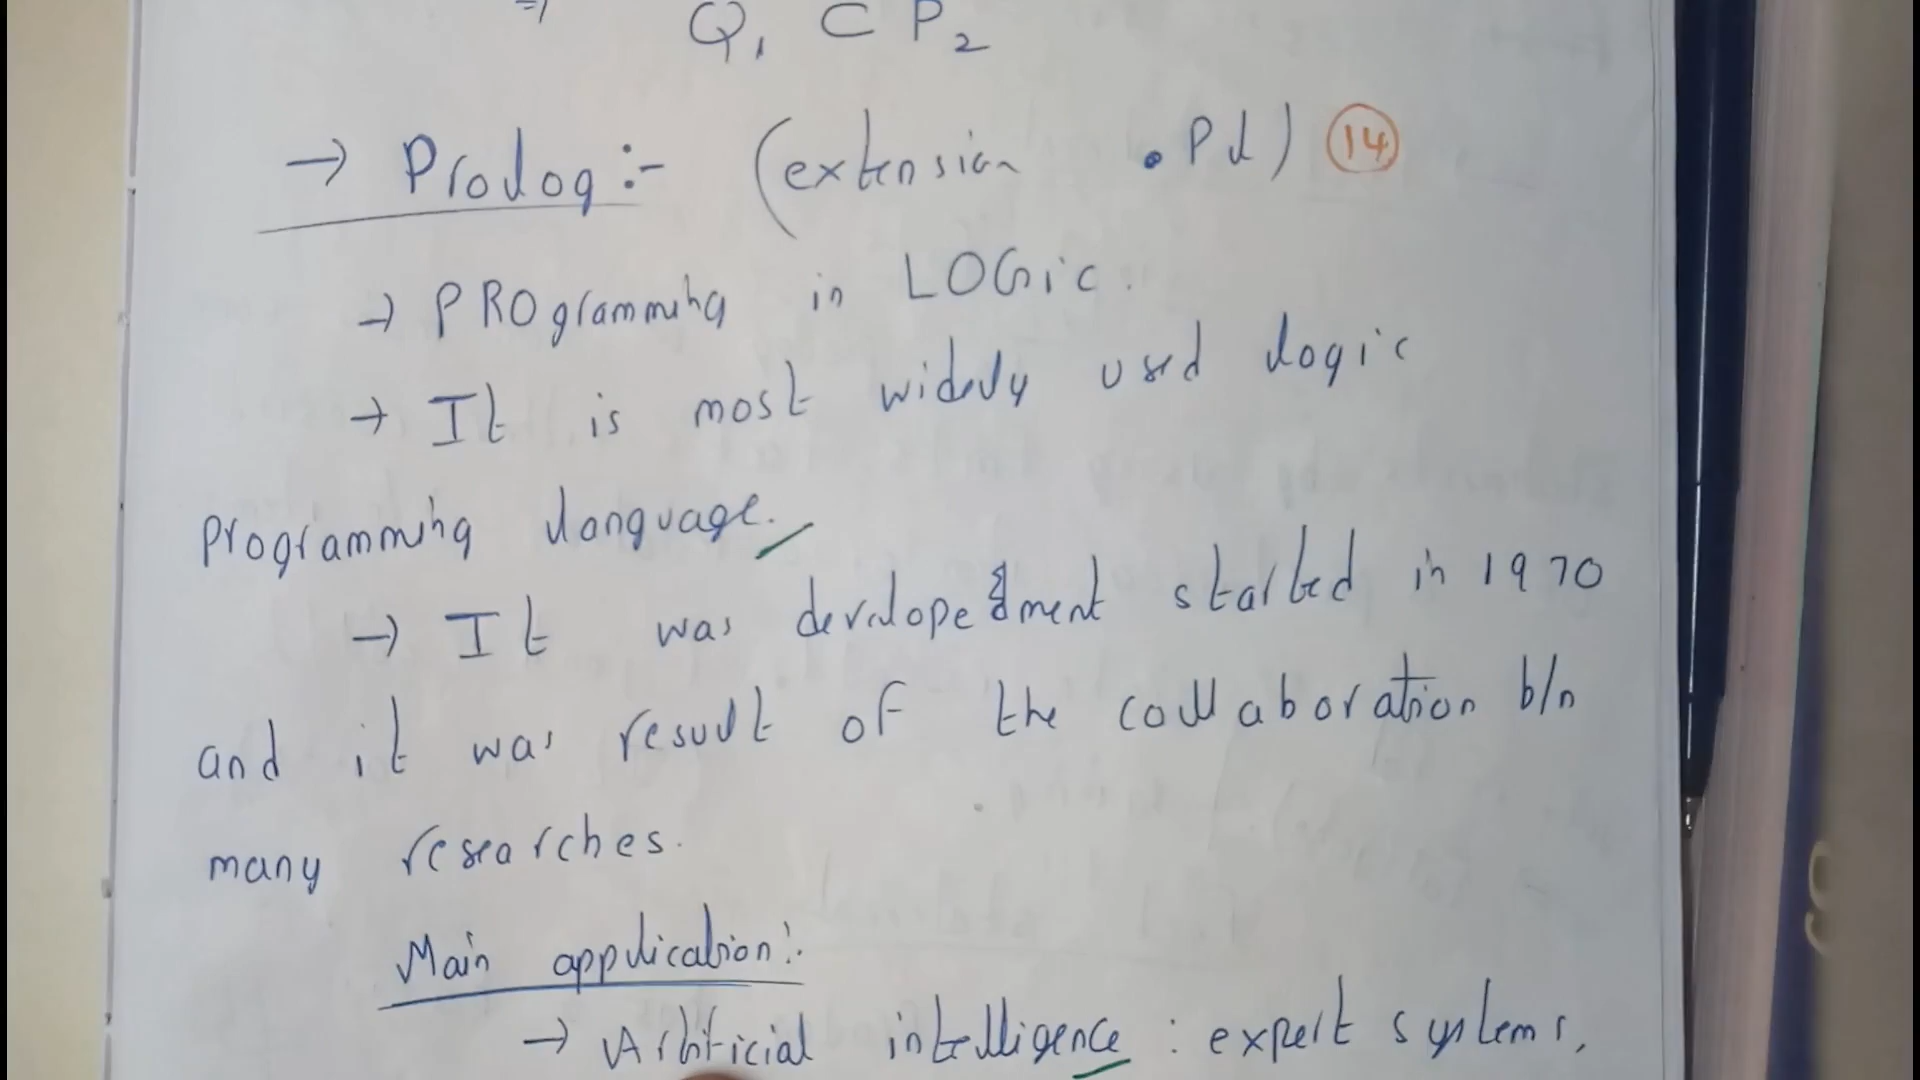 ⇒ Q₁ ⊂ P₂
→ Prolog:- (extension .Pl) 14
→ PROgramming in LOGic.
→ It is most widely used logic
programming language.
→ It was developement started in 1970
and it was result of the collaboration b/n
many researches.
Main application:
→ Artificial intelligence : expert systems,